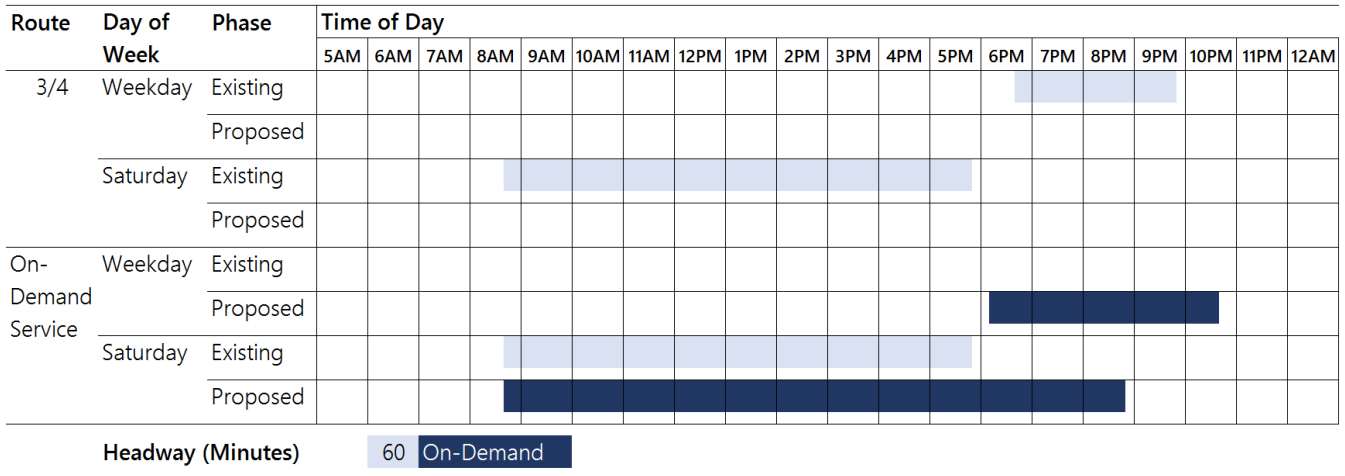 Route Day of Week Phase Time of Day
5AM 6AM 7AM 8AM 9AM 10AM 11AM 12PM 1PM 2PM 3PM 4PM 5PM 6PM 7PM 8PM 9PM 10PM 11PM 12AM
3/4 Weekday Existing
Proposed
Saturday Existing
Proposed
On-Demand Service Weekday Existing
Proposed
Saturday Existing
Proposed
Headway (Minutes) 60 On-Demand